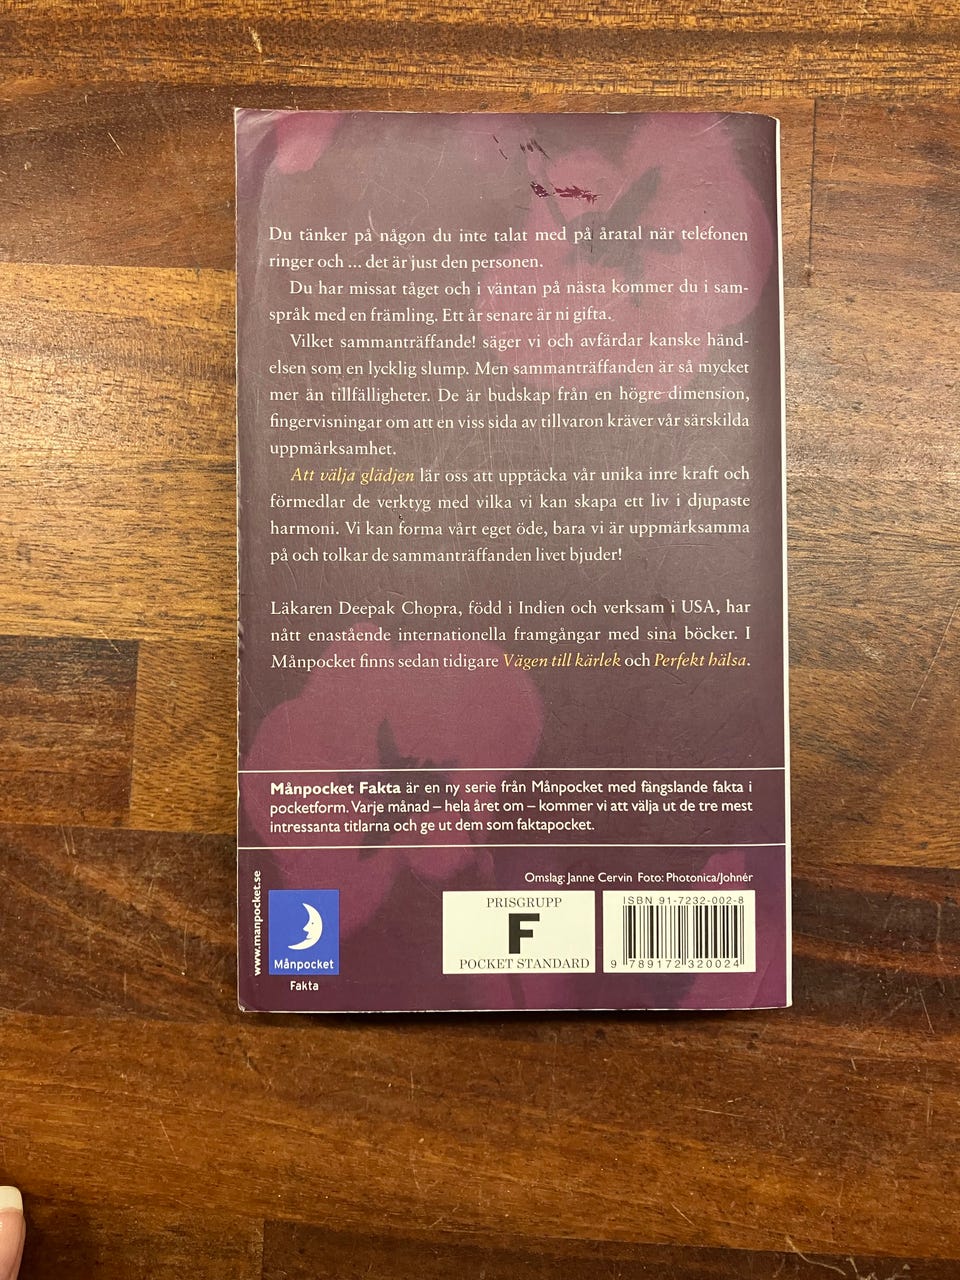 Du tänker på någon du inte talat med på åratal när telefonen
ringer och ... det är just den personen.
Du har missat tåget och i väntan på nästa kommer du i sam-
språk med en främling. Ett år senare är ni gifta.
Vilket sammanträffande! säger vi och avfärdar kanske händ-
elsen som en lycklig slump. Men sammanträffanden är så mycket
mer än tillfälligheter. De är budskap från en högre dimension,
fingervisningar om att en viss sida av tillvaron kräver vår särskilda
uppmärksamhet.
Att välja glädjen lär oss att upptäcka vår unika inre kraft och
förmedlar de verktyg med vilka vi kan skapa ett liv i djupaste
harmoni. Vi kan forma vårt eget öde, bara vi är uppmärksamma
på och tolkar de sammanträffanden livet bjuder!
Läkaren Deepak Chopra, född i Indien och verksam i USA, har
nått enastående internationella framgångar med sina böcker. I
Månpocket finns sedan tidigare Vägen till kärlek och Perfekt hälsa.
Månpocket Fakta är en ny serie från Månpocket med fängslande fakta i
pocketform. Varje månad – hela året om – kommer vi att välja ut de tre mest
intressanta titlarna och ge ut dem som faktapocket.
Omslag: Janne Cervin Foto: Photonica/Johnér
www.manpocket.se
Månpocket
Fakta
PRISGRUPP
F
POCKET STANDARD
ISBN 91-7232-002-8
9 789172 320024